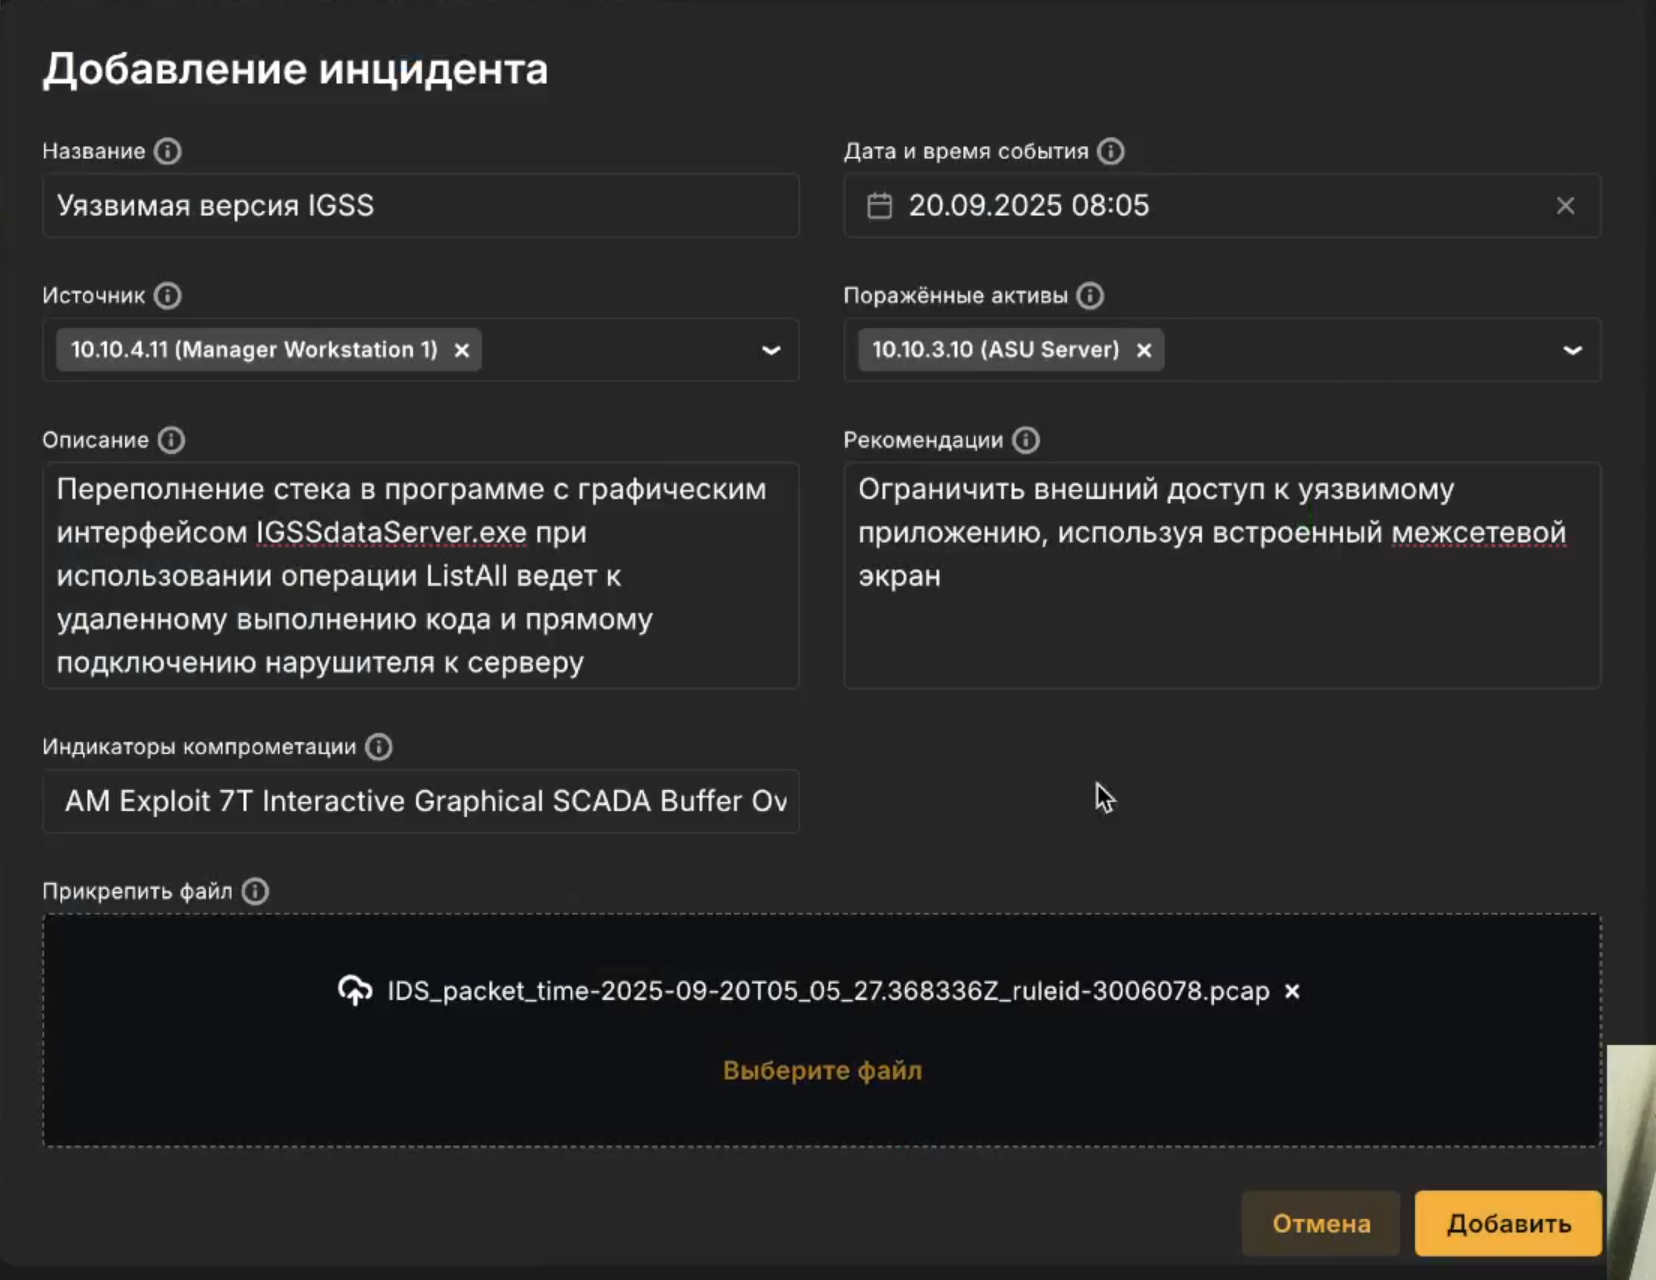 Добавление инцидента
Название
Дата и время события
Уязвимая версия IGSS
20.09.2025 08:05
Источник
Поражённые активы
10.10.4.11 (Manager Workstation 1)
10.10.3.10 (ASU Server)
Описание
Рекомендации
Переполнение стека в программе с графическим
интерфейсом IGSSdataServer.exe при
использовании операции ListAll ведет к
удаленному выполнению кода и прямому
подключению нарушителя к серверу
Ограничить внешний доступ к уязвимому
приложению, используя встроенный межсетевой
экран
Индикаторы компрометации
AM Exploit 7T Interactive Graphical SCADA Buffer Ov
Прикрепить файл
IDS_packet_time-2025-09-20T05_05_27.368336Z_ruleid-3006078.pcap
Выберите файл
Отмена
Добавить